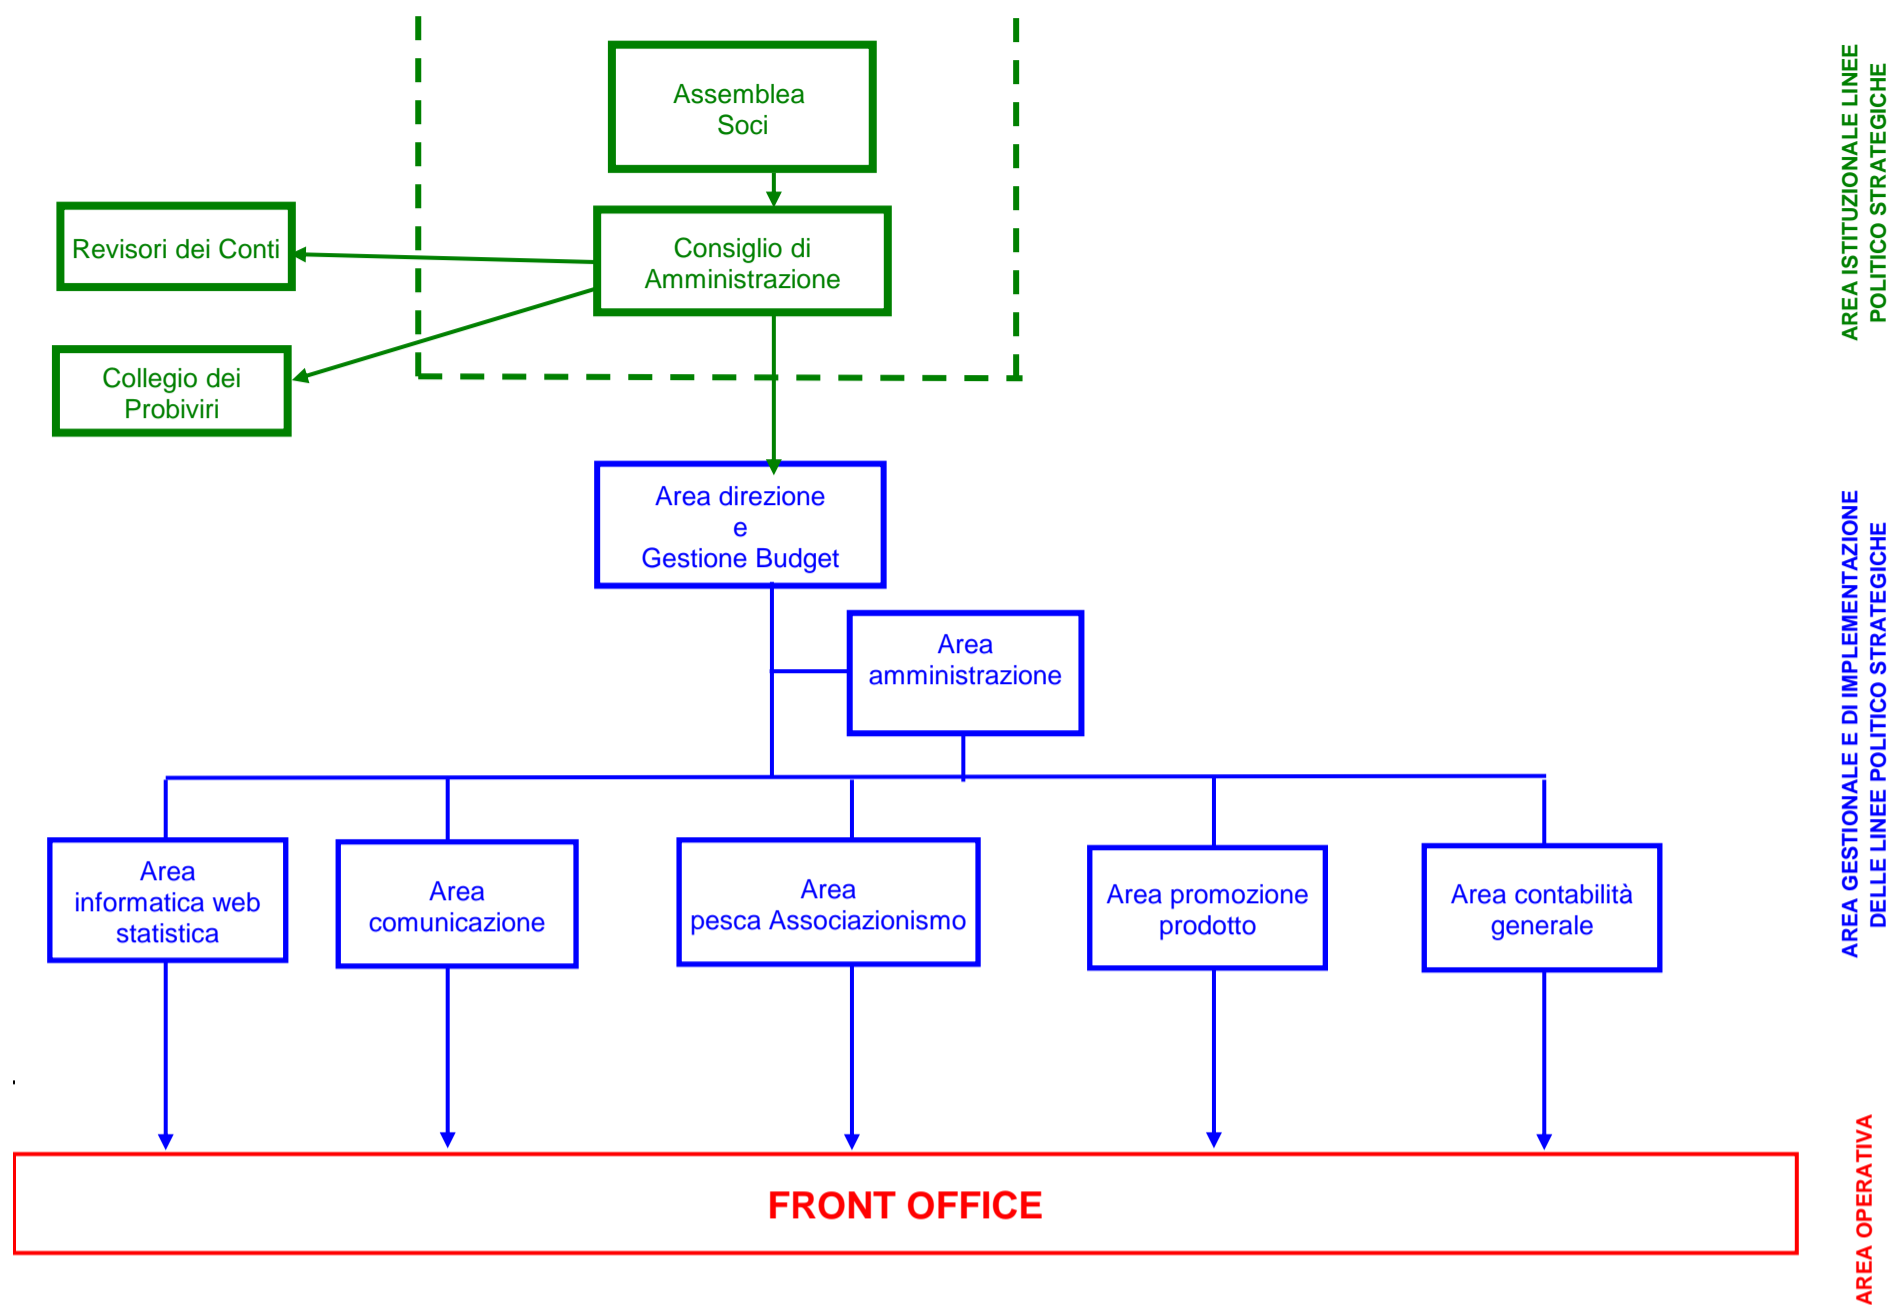 Assemblea
Soci
Revisori dei Conti
Consiglio di
Amministrazione
Collegio dei
Probiviri
AREA ISTITUZIONALE LINEE
POLITICO STRATEGICHE
Area direzione
e
Gestione Budget
Area
amministrazione
AREA GESTIONALE E DI IMPLEMENTAZIONE
DELLE LINEE POLITICO STRATEGICHE
Area
informatica web
statistica
Area
comunicazione
Area
pesca Associazionismo
Area promozione
prodotto
Area contabilità
generale
FRONT OFFICE
AREA OPERATIVA